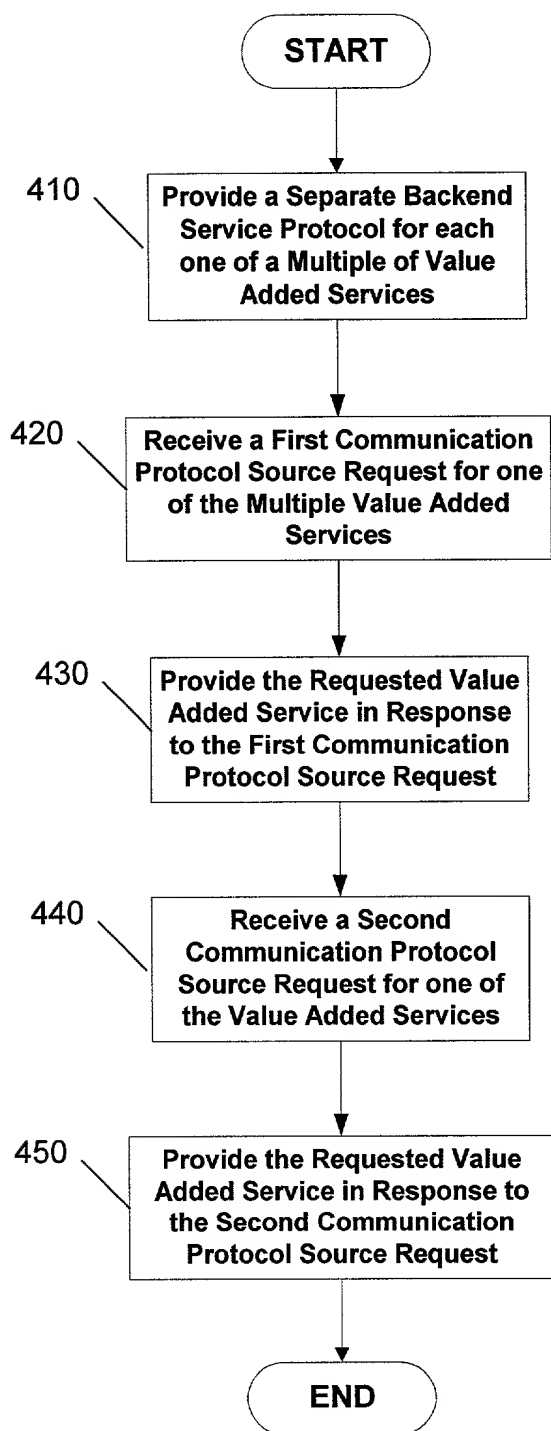 START
410
Provide a Separate Backend
Service Protocol for each
one of a Multiple of Value
Added Services
420
Receive a First Communication
Protocol Source Request for one
of the Multiple Value Added
Services
430
Provide the Requested Value
Added Service in Response
to the First Communication
Protocol Source Request
440
Receive a Second
Communication Protocol
Source Request for one of
the Value Added Services
450
Provide the Requested Value
Added Service in Response to
the Second Communication
Protocol Source Request
END